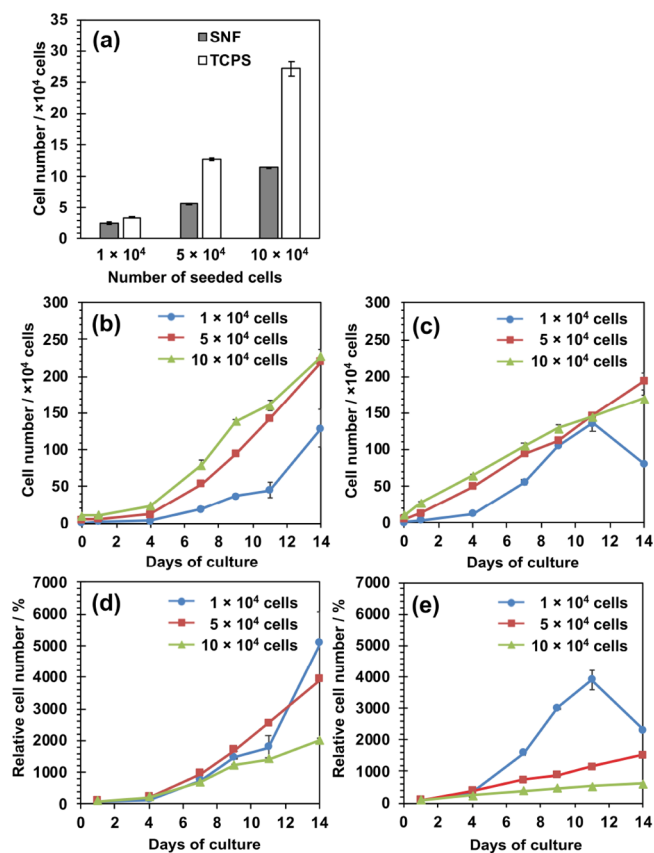 (a)
SNF
TCPS
Cell number / ×10⁴ cells
35
30
25
20
15
10
5
0
1 × 10⁴ 5 × 10⁴ 10 × 10⁴
Number of seeded cells
(b)
1 × 10⁴ cells
5 × 10⁴ cells
10 × 10⁴ cells
Cell number / ×10⁴ cells
300
250
200
150
100
50
0
0 2 4 6 8 10 12 14
Days of culture
(c)
1 × 10⁴ cells
5 × 10⁴ cells
10 × 10⁴ cells
Cell number / ×10⁴ cells
300
250
200
150
100
50
0
0 2 4 6 8 10 12 14
Days of culture
(d)
1 × 10⁴ cells
5 × 10⁴ cells
10 × 10⁴ cells
Relative cell number / %
7000
6000
5000
4000
3000
2000
1000
0
0 2 4 6 8 10 12 14
Days of culture
(e)
1 × 10⁴ cells
5 × 10⁴ cells
10 × 10⁴ cells
Relative cell number / %
7000
6000
5000
4000
3000
2000
1000
0
0 2 4 6 8 10 12 14
Days of culture